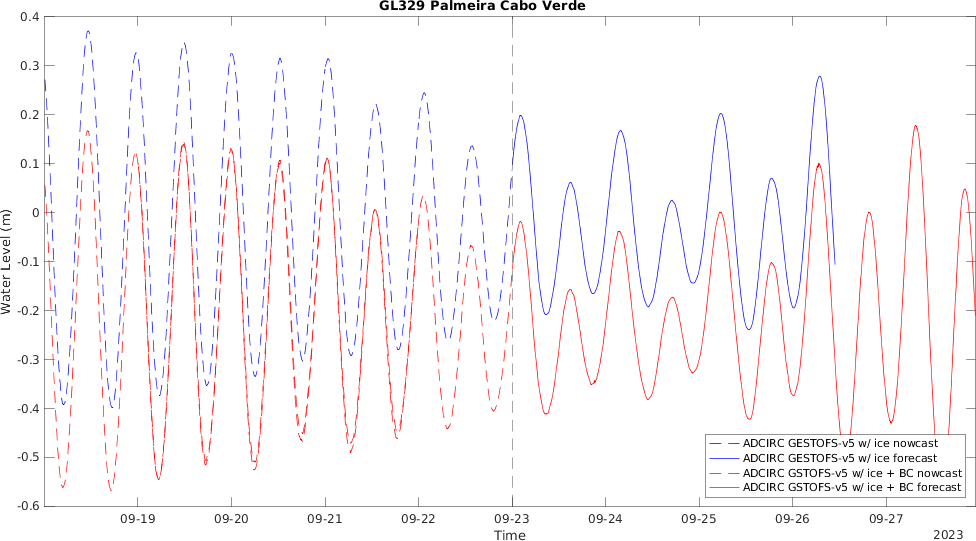 GL329 Palmeira Cabo Verde
0.4
0.3
0.2
0.1
0
-0.1
-0.2
-0.3
-0.4
-0.5
-0.6
Water Level (m)
ADCIRC GESTOFS-v5 w/ ice nowcast
ADCIRC GESTOFS-v5 w/ ice forecast
ADCIRC GSTOFS-v5 w/ ice + BC nowcast
ADCIRC GSTOFS-v5 w/ ice + BC forecast
09-19 09-20 09-21 09-22 09-23 09-24 09-25 09-26 09-27
Time
2023